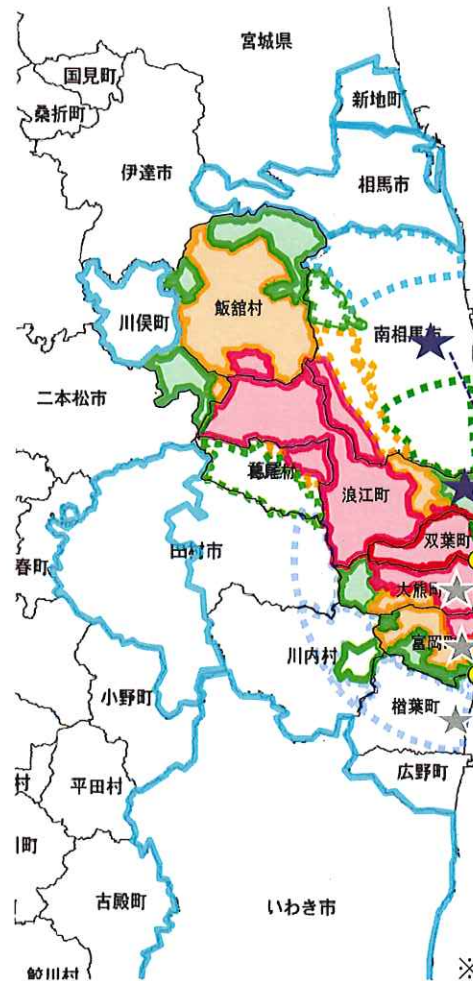 宮城県
国見町
新地町
桑折町
伊達市
相馬市
飯舘村
川俣町
南相馬市
二本松市
葛尾村
浪江町
双葉町
田村市
春町
大熊町
富岡
川内村
小野町
楢葉町
広野町
村
平田村
町
古殿町
いわき市
鮫川村
※